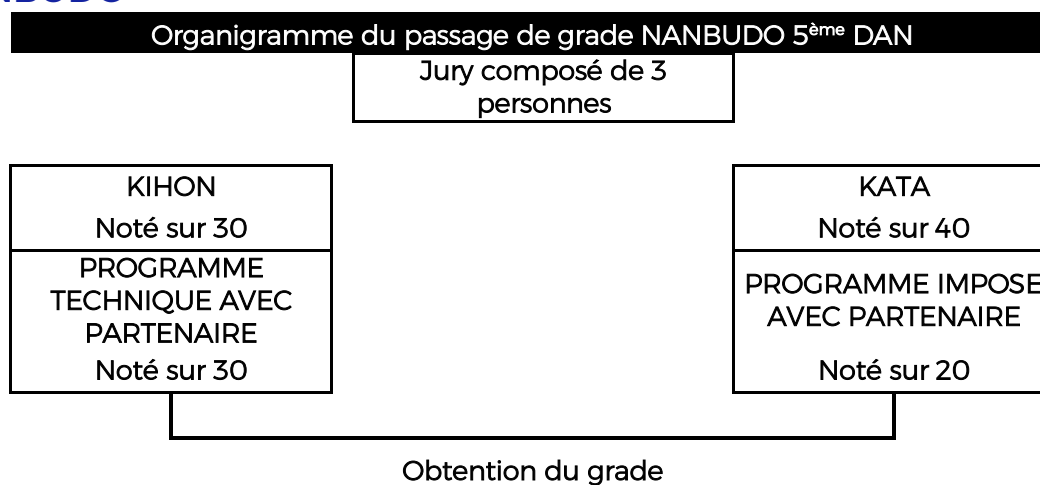 Organigramme du passage de grade NANBUDO 5ème DAN
Jury composé de 3
personnes
KIHON
Noté sur 30
PROGRAMME
TECHNIQUE AVEC
PARTENAIRE
Noté sur 30
KATA
Noté sur 40
PROGRAMME IMPOSE
AVEC PARTENAIRE
Noté sur 20
Obtention du grade